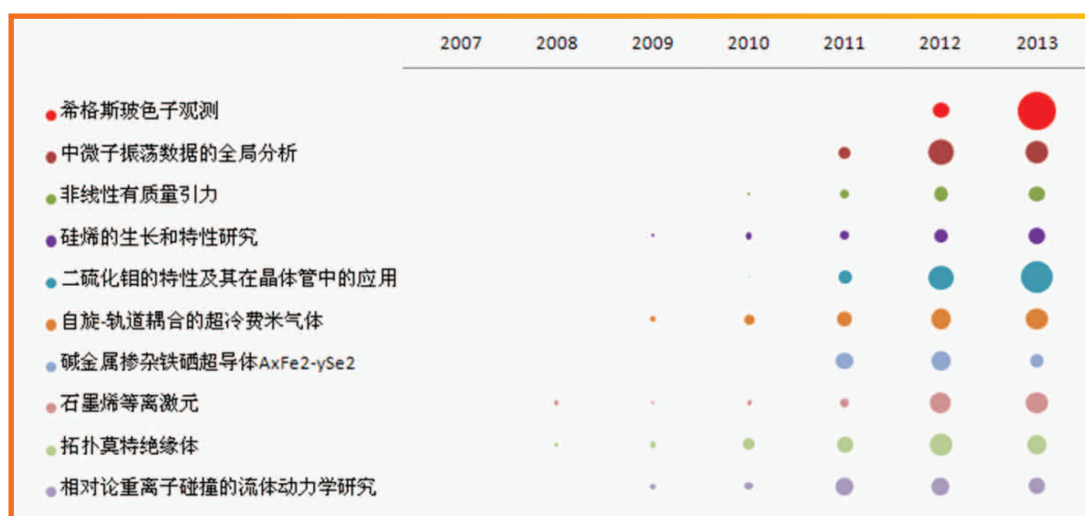 2007 2008 2009 2010 2011 2012 2013
希格斯玻色子观测
中微子振荡数据的全局分析
非线性有质量引力
硅烯的生长和特性研究
二硫化钼的特性及其在晶体管中的应用
自旋-轨道耦合的超冷费米气体
碱金属掺杂铁硒超导体AxFe2-ySe2
石墨烯等离激元
拓扑莫特绝缘体
相对论重离子碰撞的流体动力学研究